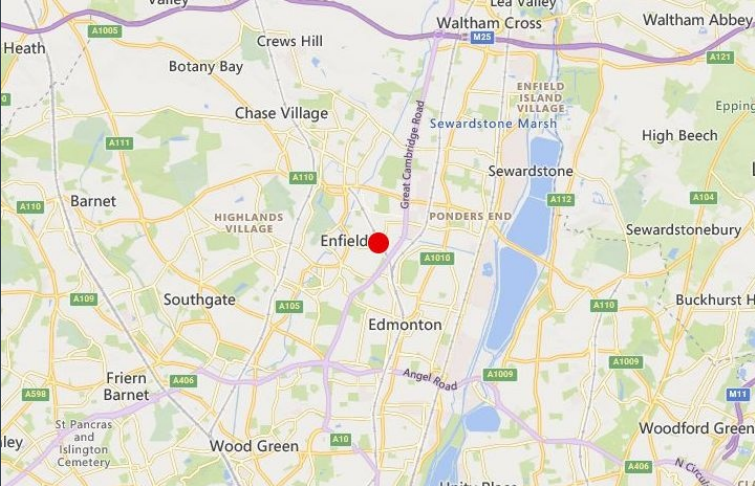 Lea Valley
Valley
Waltham Cross
Waltham Abbey
A1005
M25
Crews Hill
Heath
A121
Botany Bay
ENFIELD
ISLAND
VILLAGE
Epping
Chase Village
Great Cambridge Road
Sewardstone Marsh
High Beech
A111
Sewardstone
A110
A110
Barnet
A112
A104
HIGHLANDS
VILLAGE
PONDERS END
Sewardstonebury
Enfield
A1010
A109
Southgate
A105
A110
Buckhurst H
Edmonton
A1009
Friern
Barnet
A406
Angel Road
A1009
A598
M11
St Pancras
and
Islington
Cemetery
Woodford Green
ley
Wood Green
A10
A406
N Circu